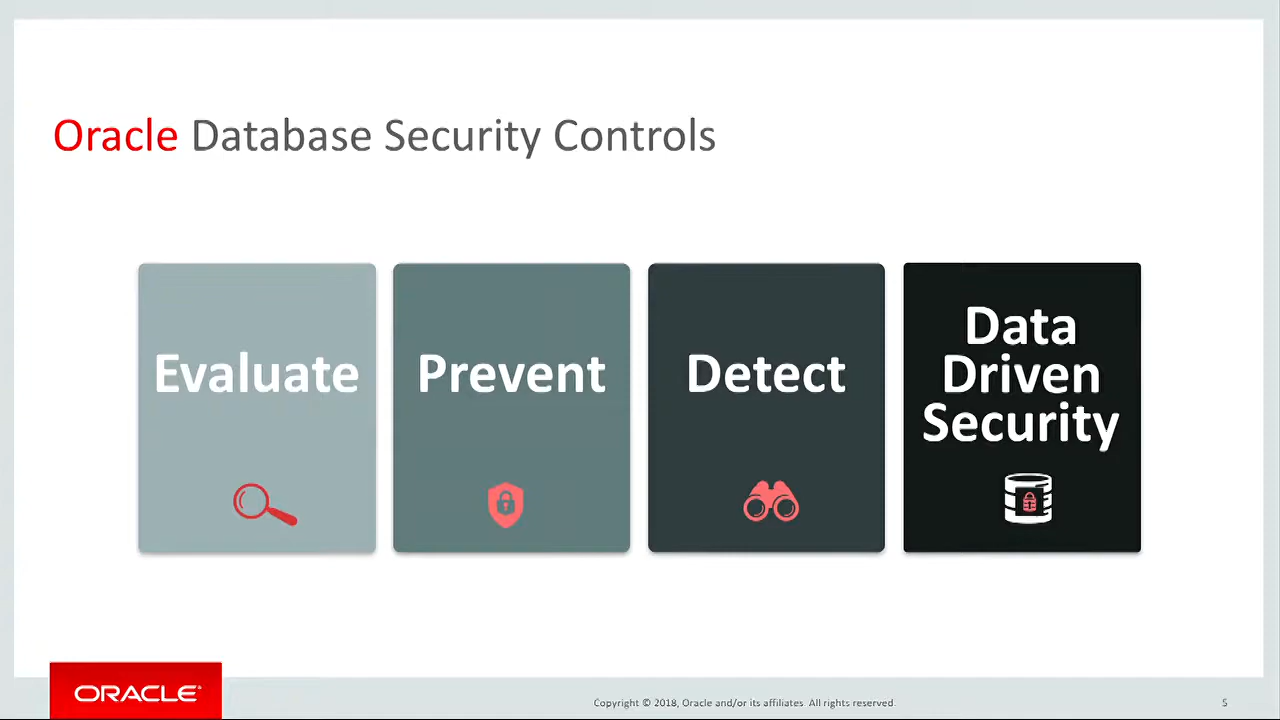 Oracle Database Security Controls
Evaluate
Prevent
Detect
Data
Driven
Security
ORACLE®
Copyright © 2018, Oracle and/or its affiliates. All rights reserved.
5